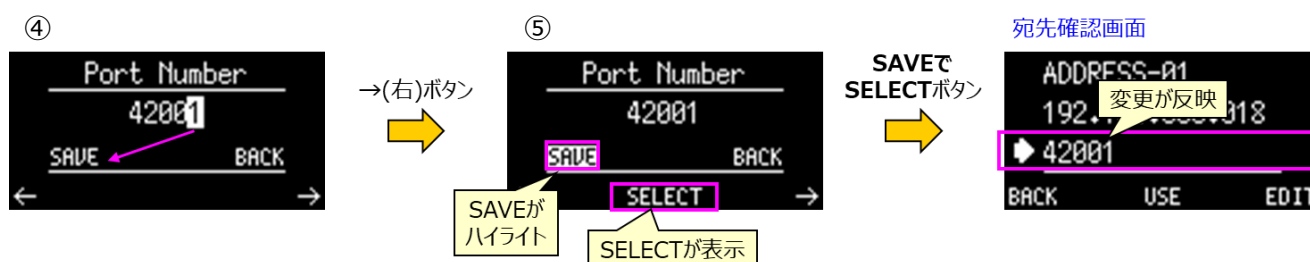 ④
Port Number
42001
SAVE BACK
← →
→(右)ボタン
⑤
Port Number
42001
SAVE BACK
SELECT →
SAVEが
ハイライト
SELECTが表示
SAVEで
SELECTボタン
宛先確認画面
ADDRESS-01
192. .018
変更が反映
42001
BACK USE EDIT